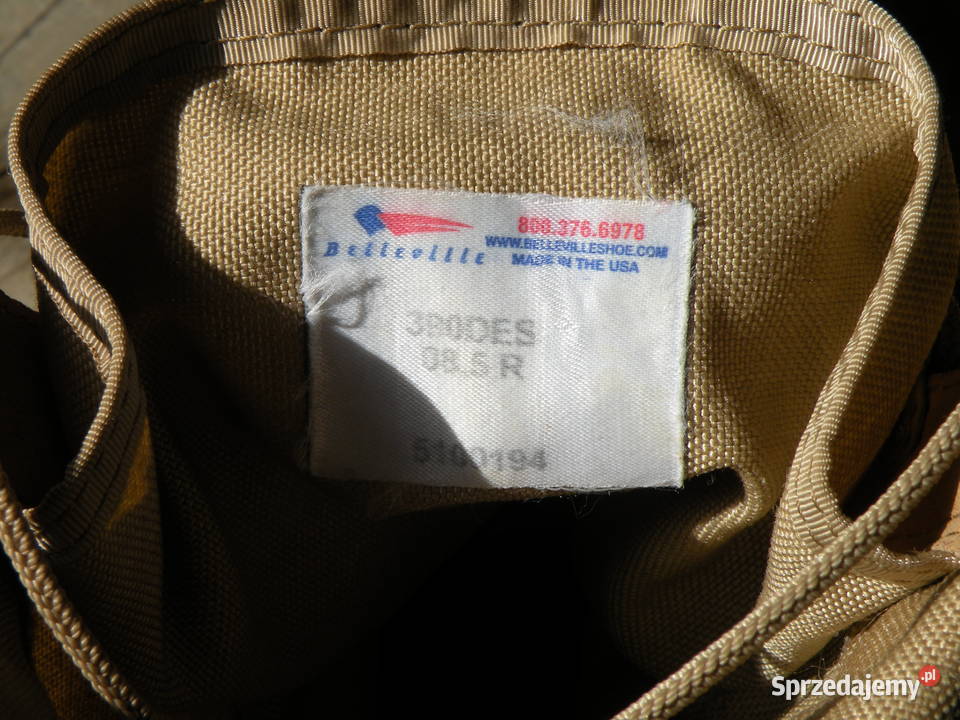 Belleville
800.376.6978
WWW.BELLEVILLESHOE.COM
MADE IN THE USA
390DES
08.5 R
5100194
Sprzedajemy.pl